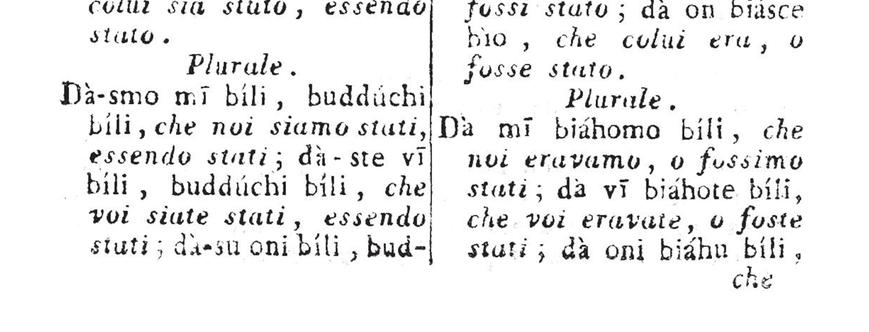 colui sia stato, essendo
stato.
Plurale.
Dà-smo mī bíli, buddúchi
bíli, che noi siamo stati,
essendo stati; dà-ste vī
bíli, buddúchi bíli, che
voi siate stati, essendo
stati; dà-su oni bíli, bud-
fossi stato; dà on biásce
bìo, che colui era, o
fosse stato.
Plurale.
Dà mī biáhomo bíli, che
noi eravamo, o fossimo
stati; dà vī biáhote bíli,
che voi eravate, o foste
stati; dà oni biáhu bíli,
che